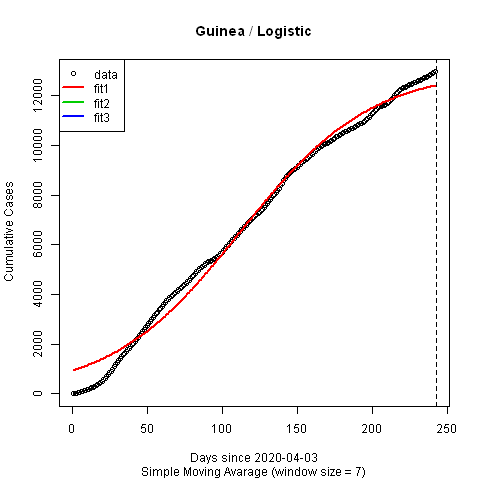 Guinea / Logistic
data
fit1
fit2
fit3
Cumulative Cases
0
2000
4000
6000
8000
10000
12000
0 50 100 150 200 250
Days since 2020-04-03
Simple Moving Avarage (window size = 7)